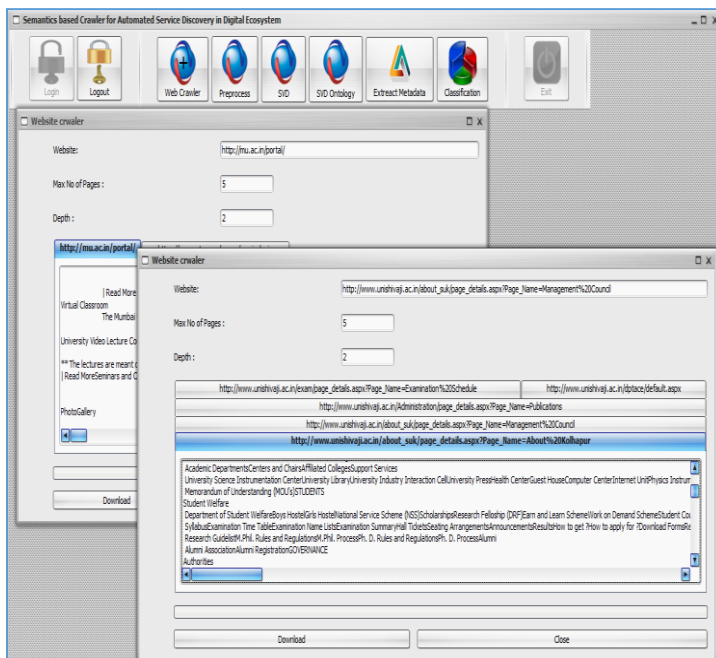 Semantics based Crawler for Automated Service Discovery in Digital Ecosystem
Login
Logout
Web Crawler
Preprocess
SVD
SVD Ontology
Extreact Metadata
Classification
Exit
Website crwaler
Website:
http://mu.ac.in/portal/
Max No of Pages :
5
Depth :
2
http://mu.ac.in/portal/
| Read More
Virtual Classroom
The Mumbai
University Video Lecture Co
** The lectures are meant
| Read MoreSeminars and C
PhotoGallery
Download
Website crwaler
Website:
http://www.unishivaji.ac.in/about_suk/page_details.aspx?Page_Name=Management%20Council
Max No of Pages :
5
Depth :
2
http://www.unishivaji.ac.in/exam/page_details.aspx?Page_Name=Examination%20Schedule
http://www.unishivaji.ac.in/dptace/default.aspx
http://www.unishivaji.ac.in/Administration/page_details.aspx?Page_Name=Publications
http://www.unishivaji.ac.in/about_suk/page_details.aspx?Page_Name=Management%20Council
http://www.unishivaji.ac.in/about_suk/page_details.aspx?Page_Name=About%20Kolhapur
Academic DepartmentsCenters and ChairsAffiliated CollegesSupport Services
University Science Instrumentation CenterUniversity LibraryUniversity Industry Interaction CellUniversity PressHealth CenterGuest HouseComputer CenterInternet UnitPhysics Instrum
Memorandum of Understanding (MOU's)STUDENTS
Student Welfare
Department of Student WelfareBoys HostelGirls HostelNational Service Scheme (NSS)ScholarshipsResearch Felloship (DRF)Earn and Learn SchemeWork on Demand SchemeStudent Cou
SyllabusExamination Time TableExamination Name ListsExamination SummaryHall TicketsSeating ArrangementsAnnouncementsResultsHow to get ?How to apply for ?Download FormsRe
Research GuidelistM.Phil. Rules and RegulationsM.Phil. ProcessPh. D. Rules and RegulationsPh. D. ProcessAlumni
Alumni AssociationAlumni RegistrationGOVERNANCE
Authorities
Download
Close